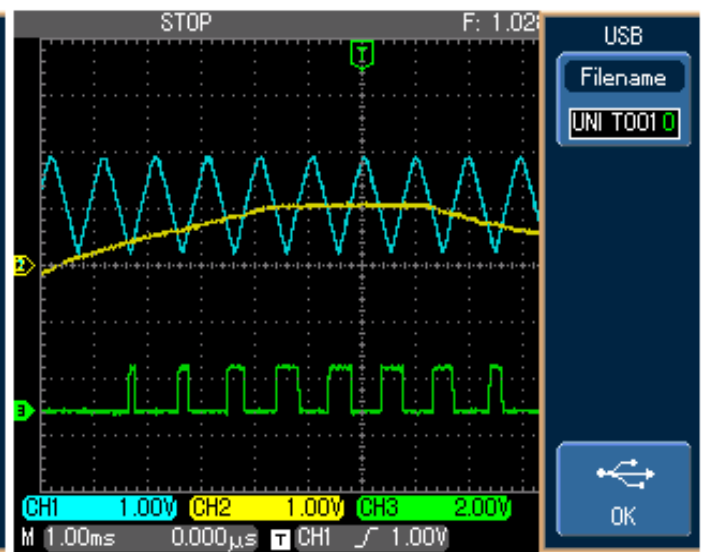 STOP F: 1.028
T
2
3
CH1 1.00V CH2 1.00V CH3 2.00V
M 1.00ms 0.000µs T CH1 1.00V
USB
Filename
UNI T001 0
OK